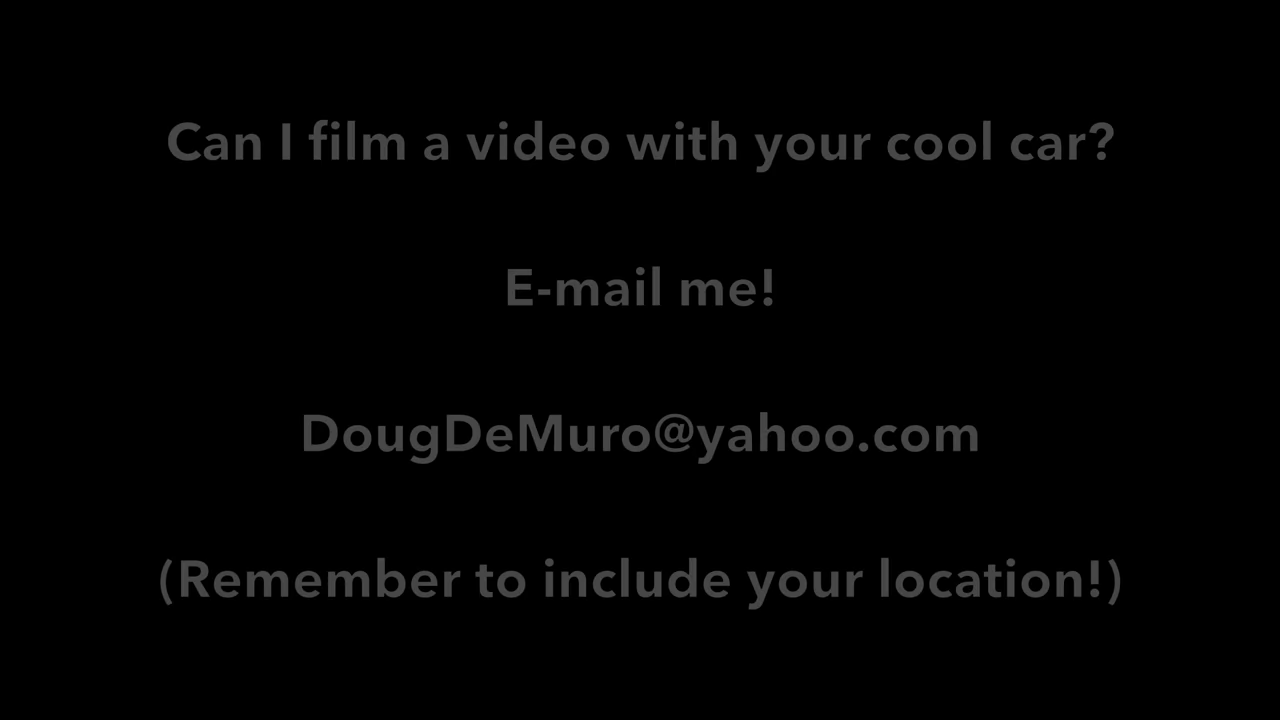 Can I film a video with your cool car?
E-mail me!
DougDeMuro@yahoo.com
(Remember to include your location!)